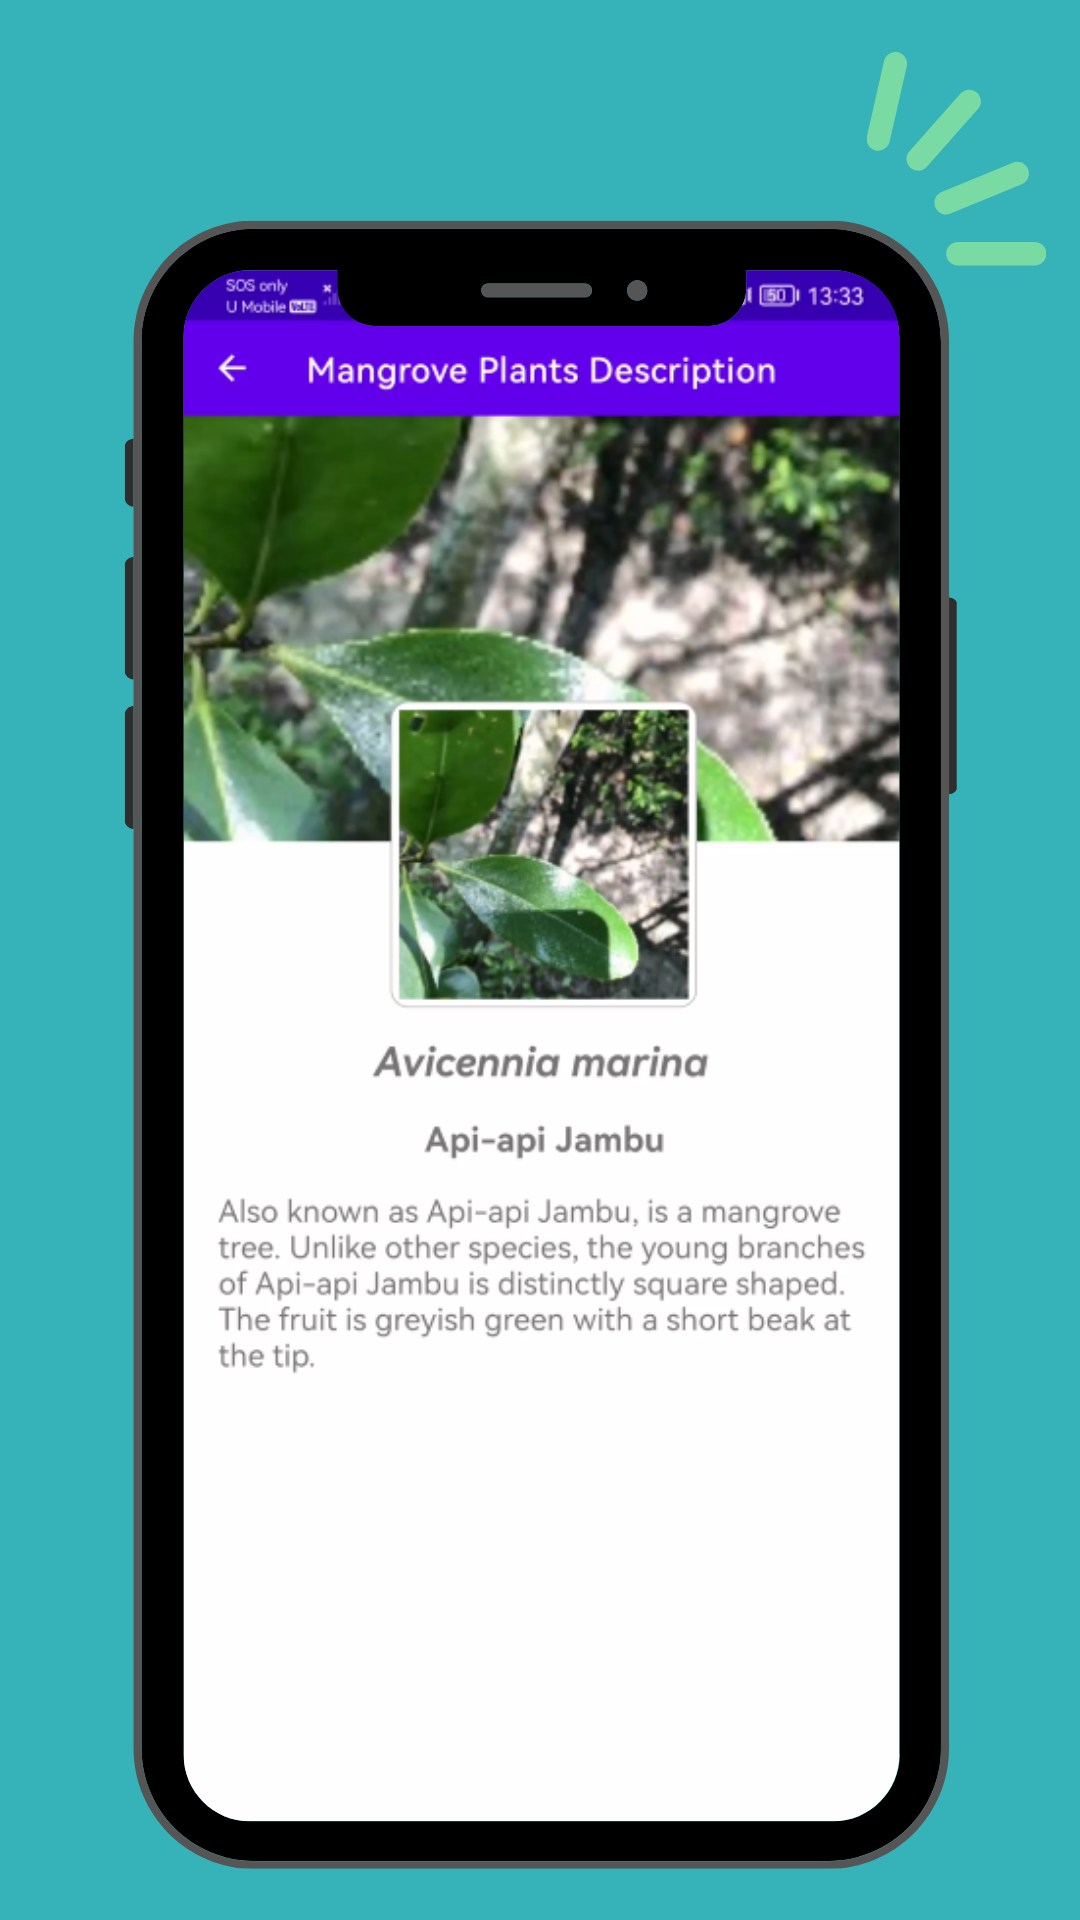 SOS only
U Mobile VoLTE
50 13:33
Mangrove Plants Description
Avicennia marina
Api-api Jambu
Also known as Api-api Jambu, is a mangrove
tree. Unlike other species, the young branches
of Api-api Jambu is distinctly square shaped.
The fruit is greyish green with a short beak at
the tip.